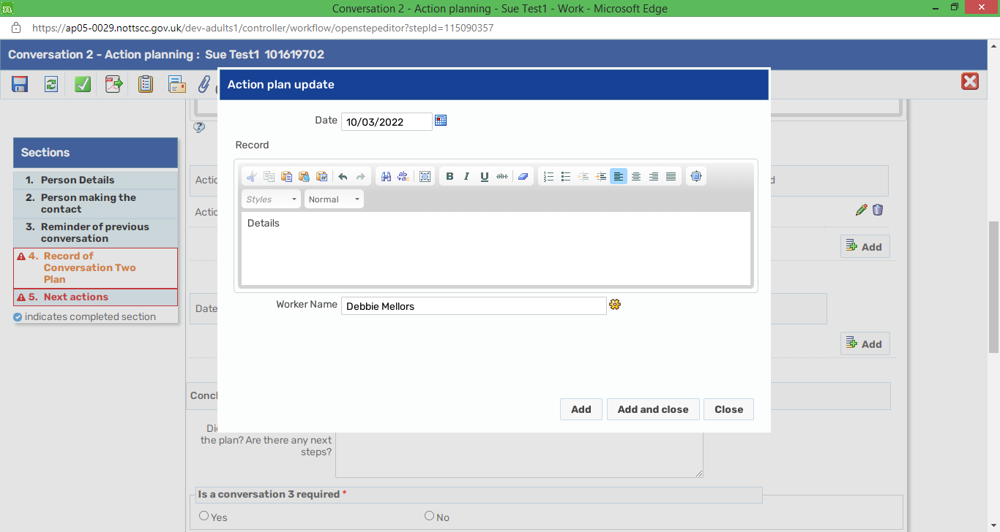 Conversation 2 - Action planning - Sue Test1 - Work - Microsoft Edge
https://ap05-0029.nottscc.gov.uk/dev-adults1/controller/workflow/openstepeditor?stepId=115090357
Conversation 2 - Action planning : Sue Test1 101619702
Action plan update
Date 10/03/2022
Record
B I U abc
Styles Normal
Details
Worker Name Debbie Mellors
Add Add and close Close
Sections
1. Person Details
2. Person making the
contact
3. Reminder of previous
conversation
4. Record of
Conversation Two
Plan
5. Next actions
indicates completed section
Add
Date
Add
the plan? Are there any next
steps?
Is a conversation 3 required *
Yes No